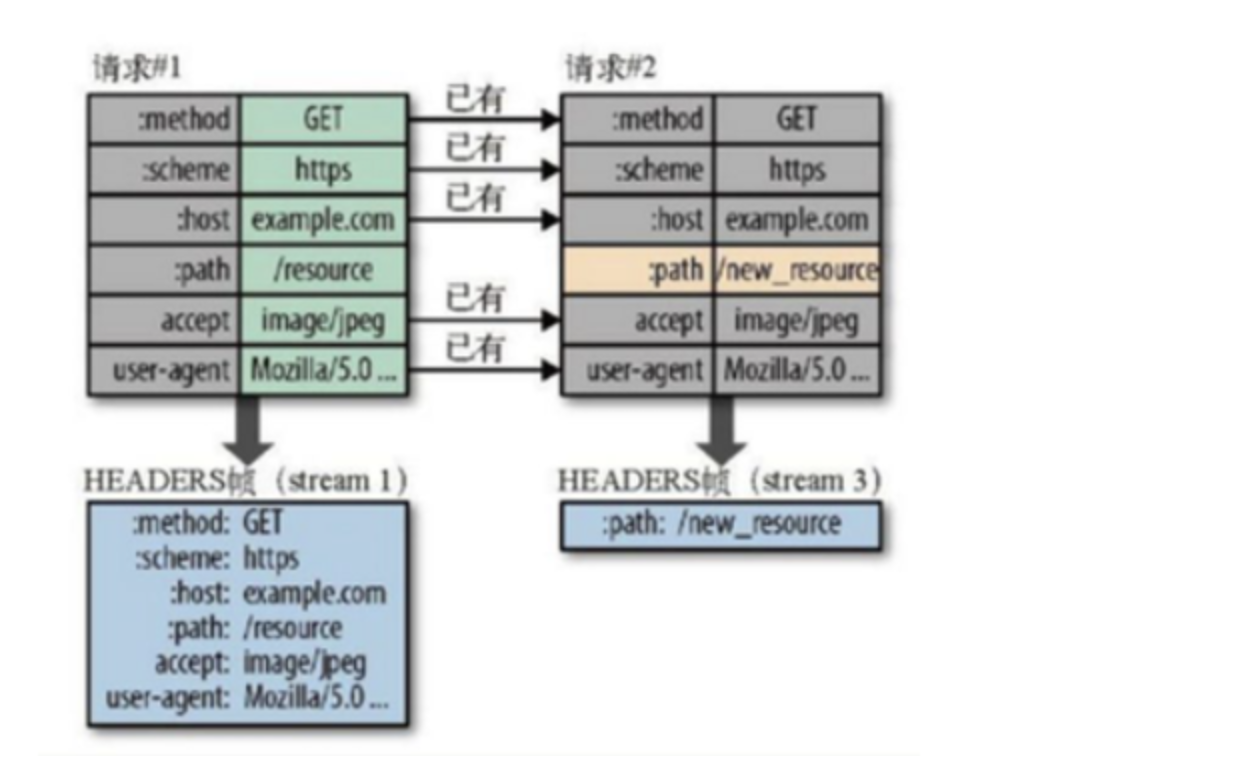 请求#1
:method GET
:scheme https
:host example.com
:path /resource
accept image/jpeg
user-agent Mozilla/5.0 ...
已有
已有
已有
已有
已有
请求#2
:method GET
:scheme https
:host example.com
:path /new_resource
accept image/jpeg
user-agent Mozilla/5.0 ...
HEADERS帧（stream 1）
:method: GET
:scheme: https
:host: example.com
:path: /resource
accept: image/jpeg
user-agent: Mozilla/5.0 ...
HEADERS帧（stream 3）
:path: /new_resource